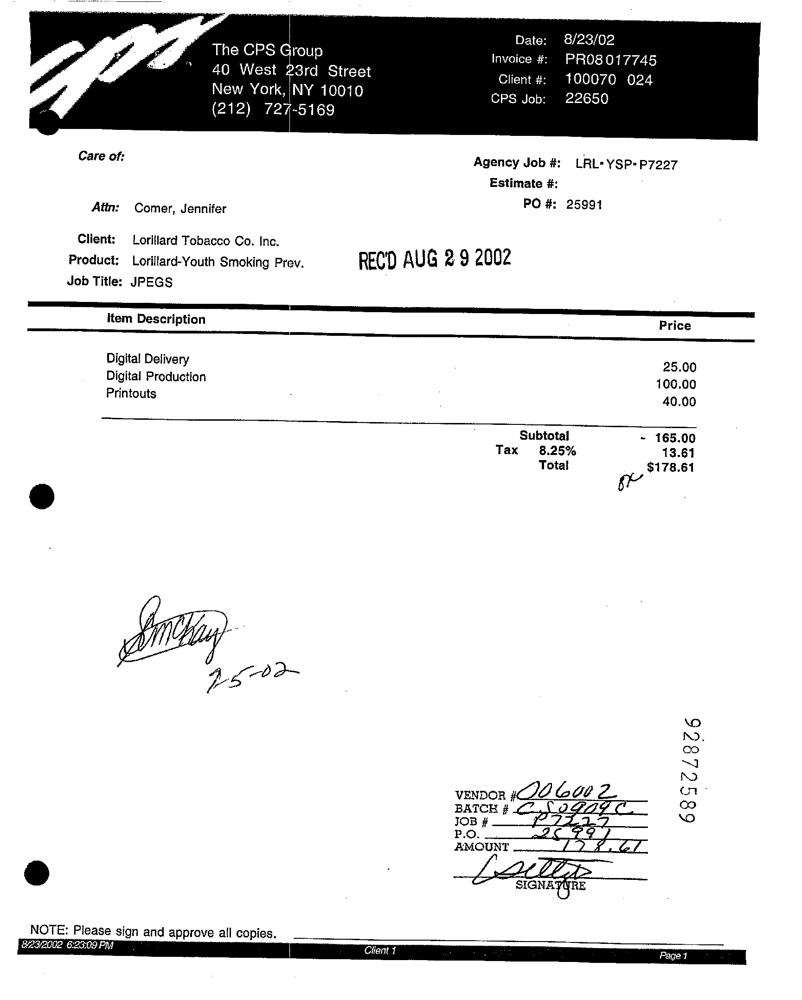 cps
The CPS Group
40 West 23rd Street
New York, NY 10010
(212) 727-5169
Date: 8/23/02
Invoice #: PR08017745
Client #: 100070 024
CPS Job: 22650
Care of:
Agency Job #: LRL-YSP-P7227
Estimate #:
Attn: Comer, Jennifer
PO #: 25991
Client: Lorillard Tobacco Co. Inc.
Product: Lorillard-Youth Smoking Prev.
REC'D AUG 29 2002
Job Title: JPEGS
Item Description Price
Digital Delivery 25.00
Digital Production 100.00
Printouts 40.00
Subtotal - 165.00
Tax 8.25% 13.61
Total $178.61
SMcKay
9-5-02
92872589
VENDOR # 006002
BATCH # CS0909C
JOB # P7227
P.O. 25991
AMOUNT 178.61
SIGNATURE
NOTE: Please sign and approve all copies.
8/23/2002 6:23:09 PM Client 1 Page 1